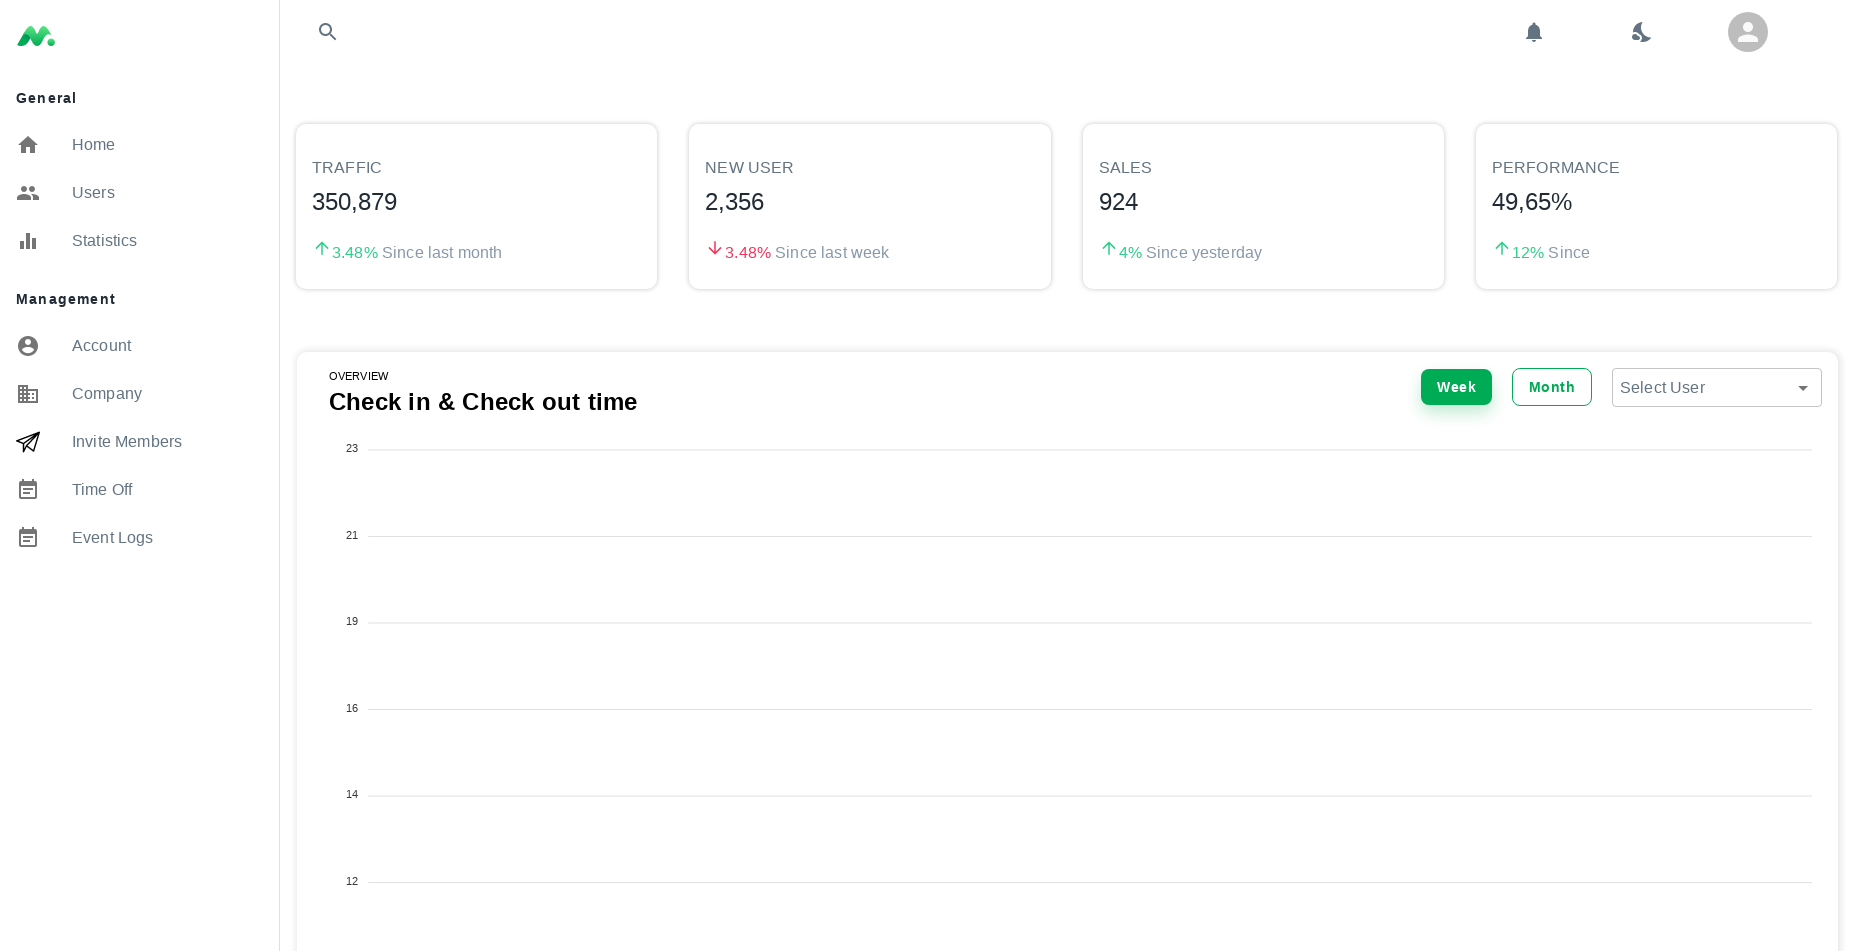 General
Home
Users
Statistics
Management
Account
Company
Invite Members
Time Off
Event Logs
TRAFFIC
350,879
3.48% Since last month
NEW USER
2,356
3.48% Since last week
SALES
924
4% Since yesterday
PERFORMANCE
49,65%
12% Since
OVERVIEW
Check in & Check out time
Week
Month
Select User
23
21
19
16
14
12